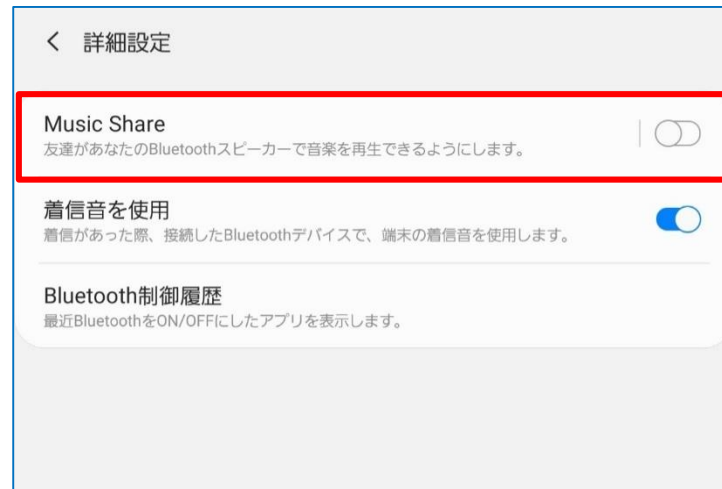 詳細設定
Music Share
友達があなたのBluetoothスピーカーで音楽を再生できるようにします。
着信音を使用
着信があった際、接続したBluetoothデバイスで、端末の着信音を使用します。
Bluetooth制御履歴
最近BluetoothをON/OFFにしたアプリを表示します。